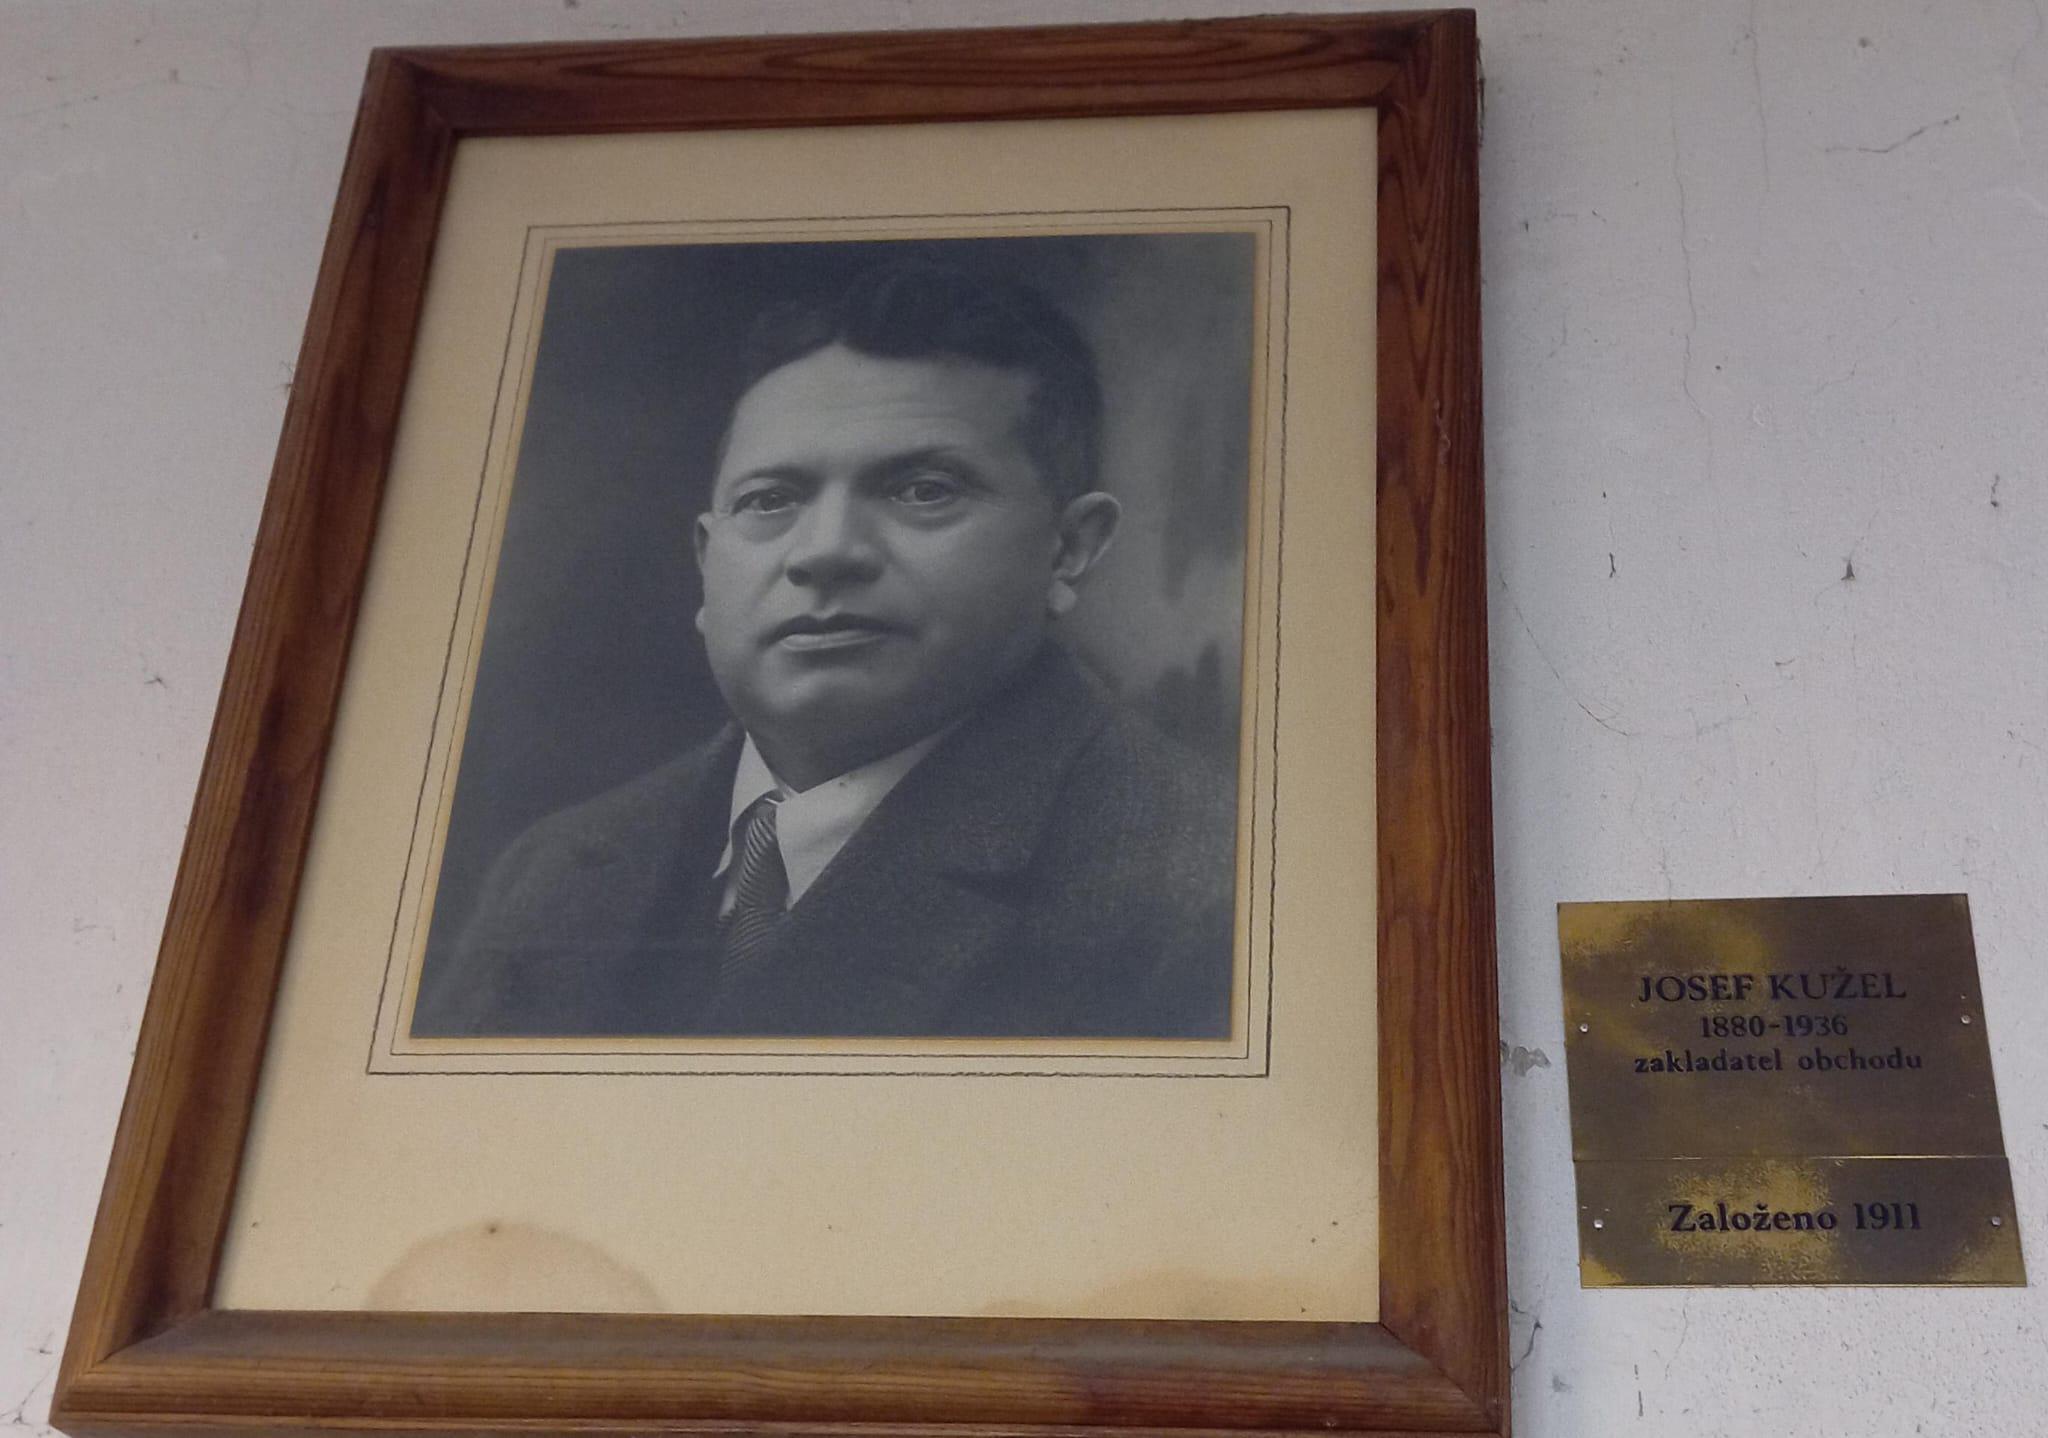 JOSEF KUŽEL
1880-1936
zakladatel obchodu
Založeno 1911